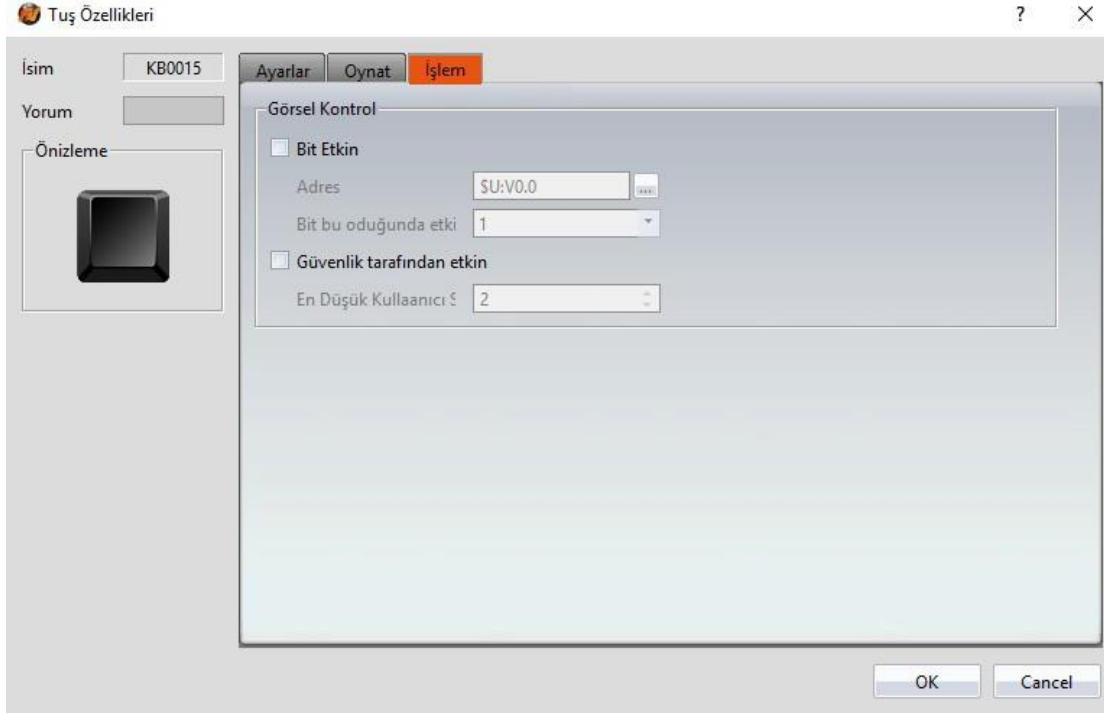 Tuş Özellikleri
?
İsim
KB0015
Yorum
Önizleme
Ayarlar
Oynat
İşlem
Görsel Kontrol
Bit Etkin
Adres
$U:V0.0
...
Bit bu oduğunda etki
1
Güvenlik tarafından etkin
En Düşük Kullaanıcı S
2
OK
Cancel